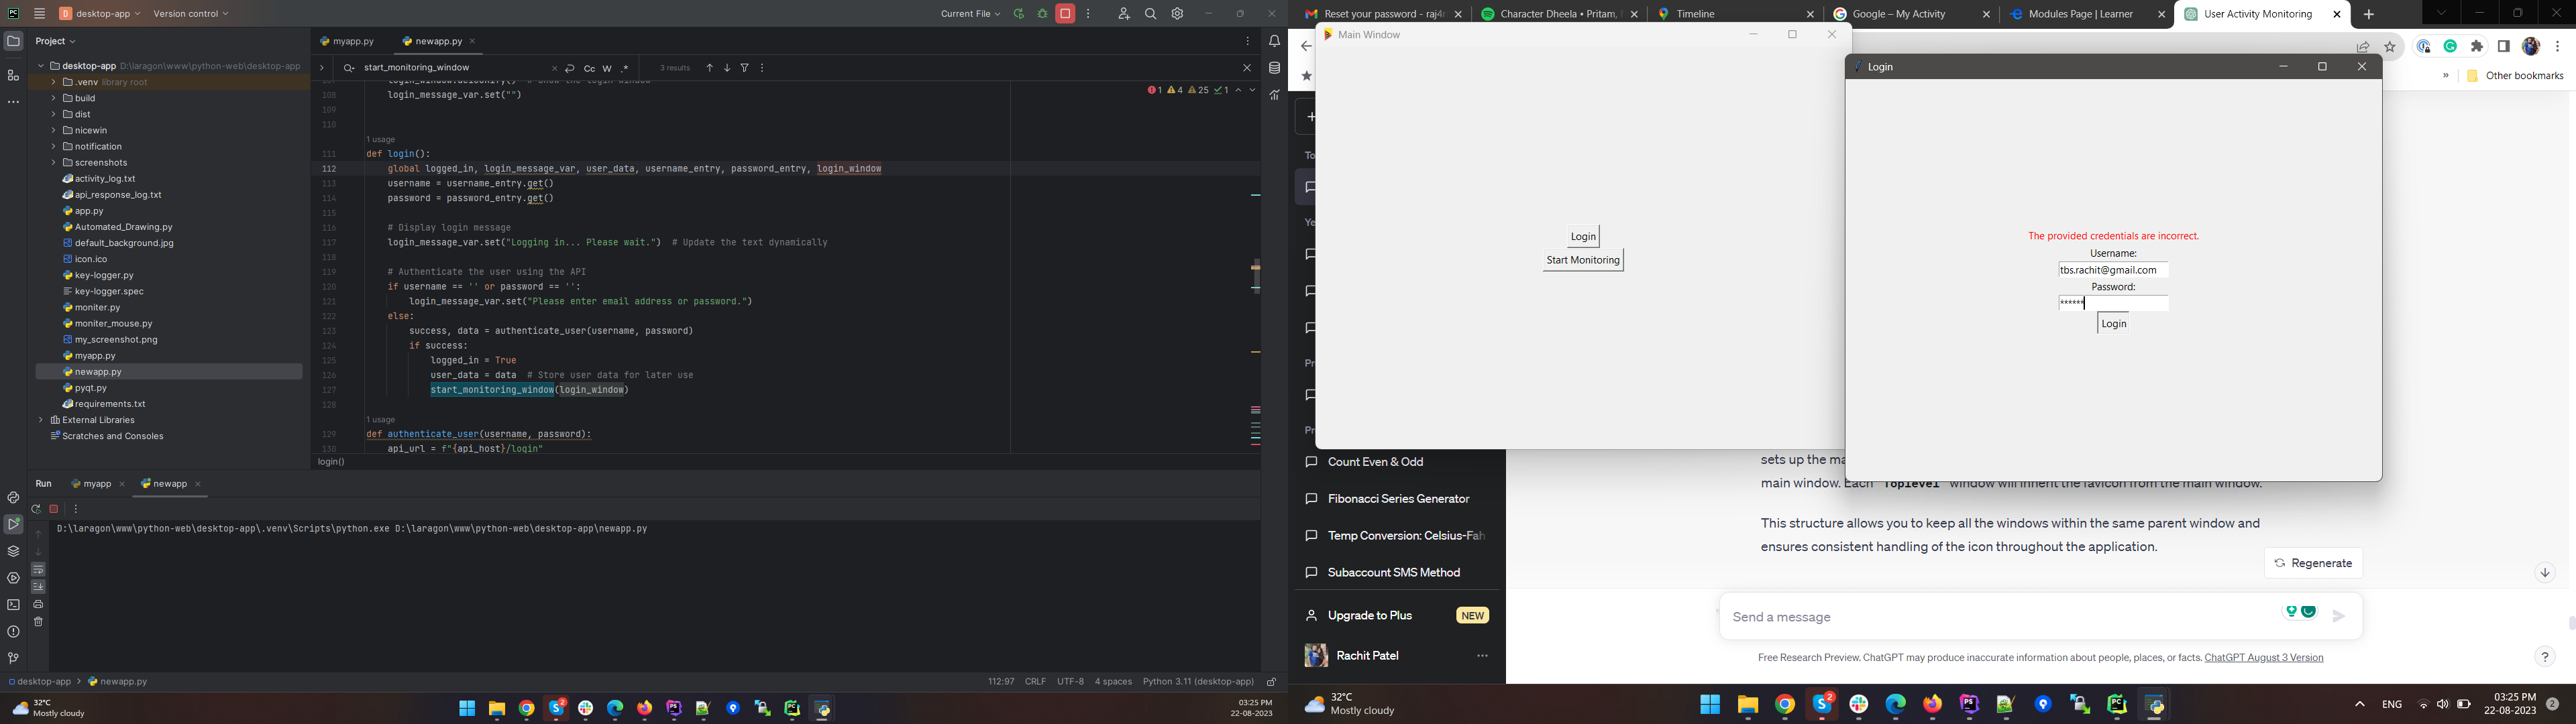 desktop-app
Version control
Current File
Project
desktop-app D:\laragon\www\python-web\desktop-app
.venv library root
build
dist
nicewin
notification
screenshots
activity_log.txt
api_response_log.txt
app.py
Automated_Drawing.py
default_background.jpg
icon.ico
key-logger.py
key-logger.spec
moniter.py
moniter_mouse.py
my_screenshot.png
myapp.py
newapp.py
pyqt.py
requirements.txt
External Libraries
Scratches and Consoles
myapp.py
newapp.py
start_monitoring_window
Cc W .*
3 results
1 4 25 1
108 login_message_var.set("")
109
110
1 usage
111 def login():
112 global logged_in, login_message_var, user_data, username_entry, password_entry, login_window
113 username = username_entry.get()
114 password = password_entry.get()
115
116 # Display login message
117 login_message_var.set("Logging in... Please wait.") # Update the text dynamically
118
119 # Authenticate the user using the API
120 if username == '' or password == '':
121 login_message_var.set("Please enter email address or password.")
122 else:
123 success, data = authenticate_user(username, password)
124 if success:
125 logged_in = True
126 user_data = data # Store user data for later use
127 start_monitoring_window(login_window)
128
1 usage
129 def authenticate_user(username, password):
130 api_url = f"{api_host}/login"
login()
Run
myapp
newapp
D:\laragon\www\python-web\desktop-app\.venv\Scripts\python.exe D:\laragon\www\python-web\desktop-app\newapp.py
desktop-app > newapp.py
112:97 CRLF UTF-8 4 spaces Python 3.11 (desktop-app)
32°C
Mostly cloudy
03:25 PM
22-08-2023
Reset your password - raj4
Character Dheela • Pritam,
Timeline
Google – My Activity
Modules Page | Learner
User Activity Monitoring
Other bookmarks
Main Window
Login
Start Monitoring
Login
The provided credentials are incorrect.
Username:
tbs.rachit@gmail.com
Password:
******
Login
To
Ye
Pr
Pr
Count Even & Odd
Fibonacci Series Generator
Temp Conversion: Celsius-Fah
Subaccount SMS Method
Upgrade to Plus NEW
Rachit Patel
sets up the ma
main window. Each `Toplevel` window will inherit the favicon from the main window.
This structure allows you to keep all the windows within the same parent window and
ensures consistent handling of the icon throughout the application.
Regenerate
Send a message
Free Research Preview. ChatGPT may produce inaccurate information about people, places, or facts. ChatGPT August 3 Version
?
32°C
Mostly cloudy
ENG
03:25 PM
22-08-2023
2